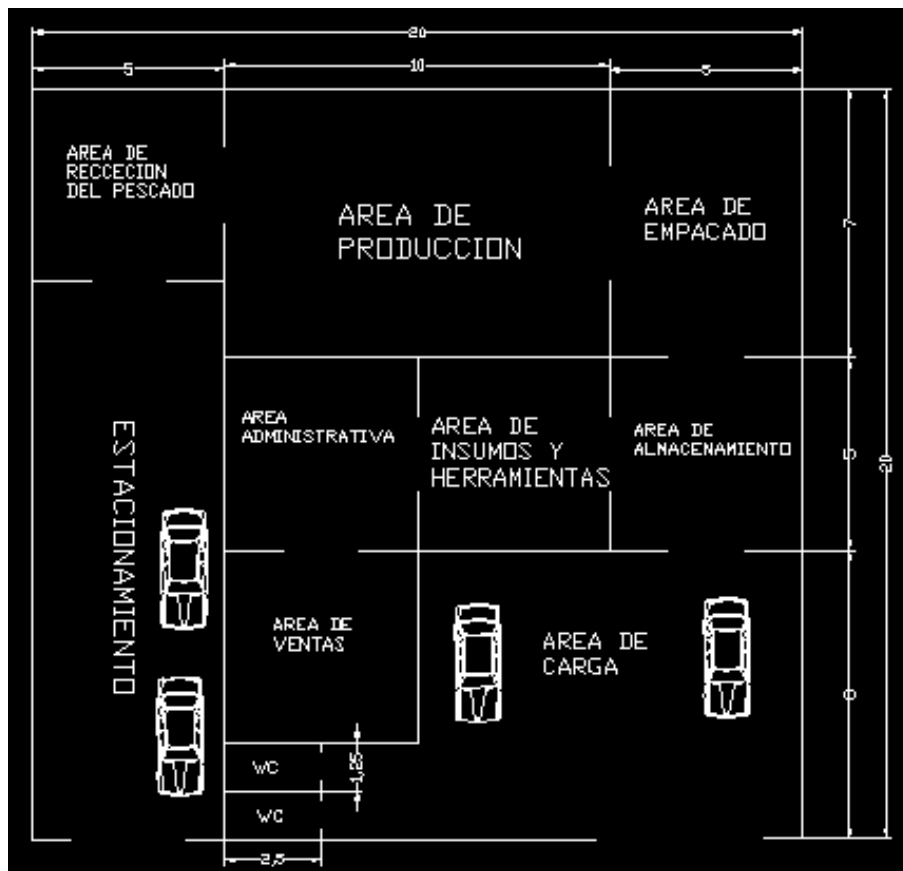 20
5
10
5
AREA DE
RECCECION
DEL PESCADO
AREA DE
PRODUCCION
AREA DE
EMPACADO
7
AREA
ADMINISTRATIVA
AREA DE
INSUMOS Y
HERRAMIENTAS
AREA DE
ALMACENAMIENTO
5
20
ESTACIONAMIENTO
AREA DE
VENTAS
AREA DE
CARGA
WC
1,25
WC
2,5